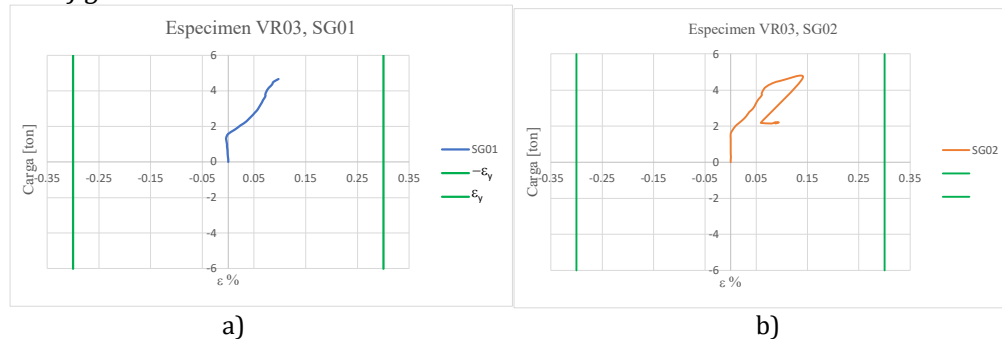 Especimen VR03, SG01
6
4
2
0
-2
-4
-6
-0.35
-0.25
-0.15
-0.05
0.05
0.15
0.25
0.35
Carga [ton]
ε %
SG01
−εy
εy
a)
Especimen VR03, SG02
6
4
2
0
-2
-4
-6
-0.35
-0.25
-0.15
-0.05
0.05
0.15
0.25
0.35
Carga [ton]
ε %
SG02
b)